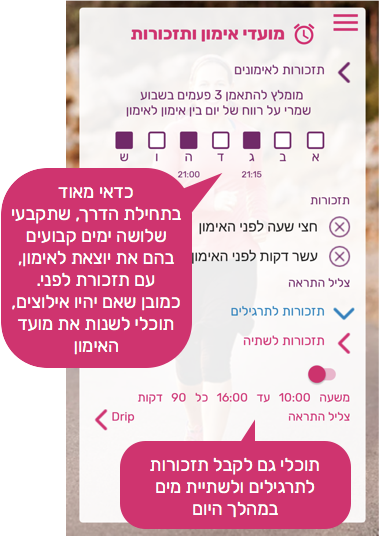 מועדי אימון ותזכורות
תזכורות לאימונים
מומלץ להתאמן 3 פעמים בשבוע
שמרי על רווח של יום בין אימון לאימון
א ב ג ד ה ו ש
21:15 21:00
כדאי מאוד
בתחילת הדרך, שתקבעי
שלושה ימים קבועים
בהם את יוצאת לאימון,
עם תזכורת לפני.
כמובן שאם יהיו אילוצים,
תוכלי לשנות את מועד
האימון
תזכורות
חצי שעה לפני האימון
עשר דקות לפני האימון
צליל התראה
תזכורות לתרגילים
תזכורות לשתיה
משעה 10:00 עד 16:00 כל 90 דקות
צליל התראה Drip
תוכלי גם לקבל תזכורות
לתרגילים ולשתיית מים
במהלך היום